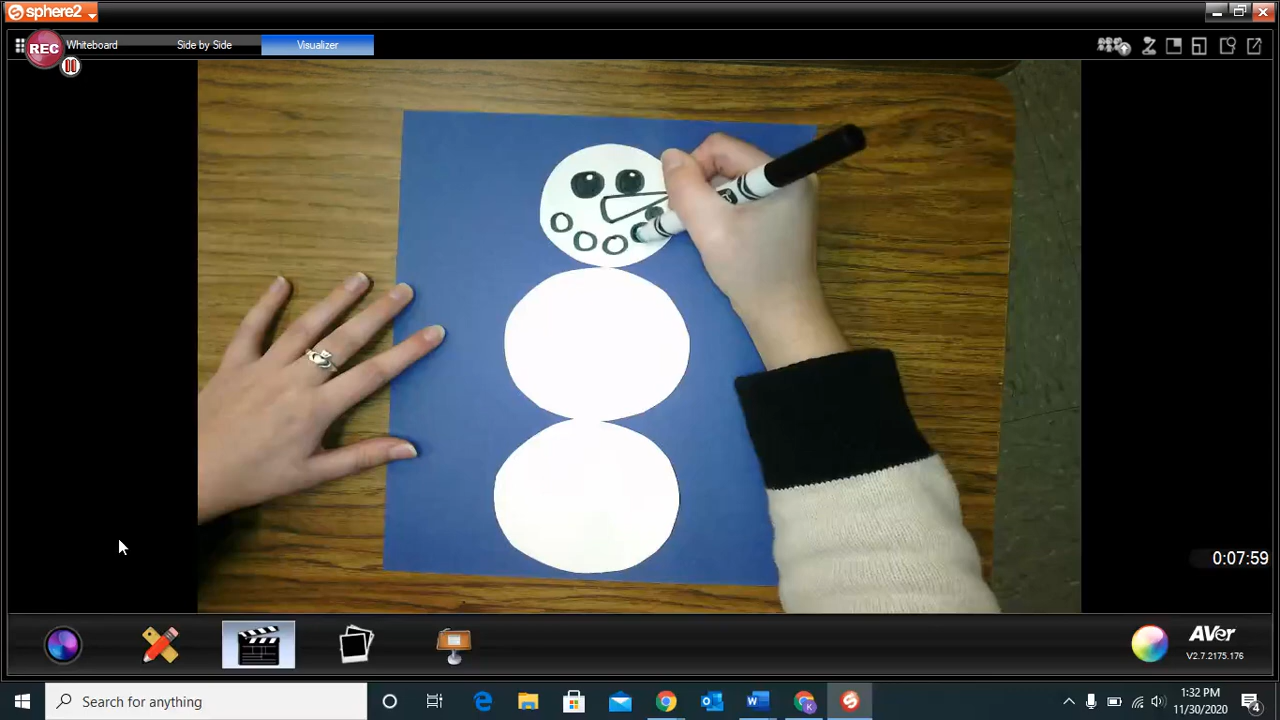 sphere2
REC
Whiteboard
Side by Side
Visualizer
0:07:59
AVer
V2.7.2175.176
Search for anything
1:32 PM
11/30/2020
4